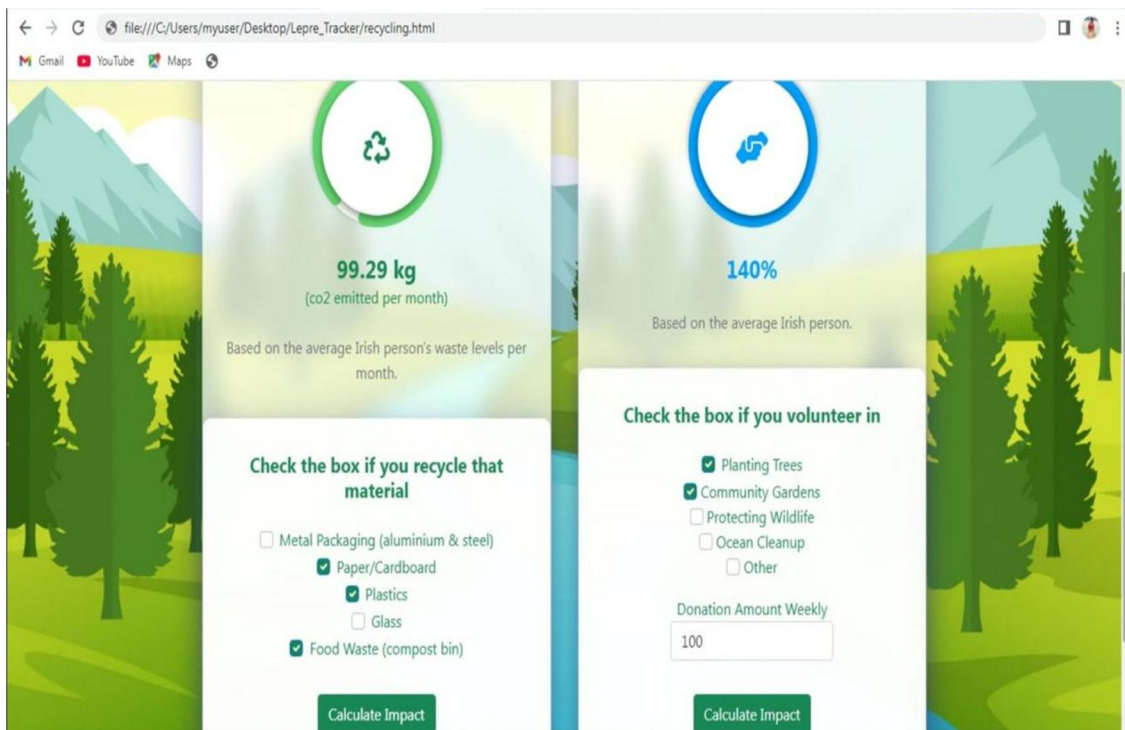 file:///C:/Users/myuser/Desktop/Lepre_Tracker/recycling.html
Gmail YouTube Maps
99.29 kg
(co2 emitted per month)
Based on the average Irish person's waste levels per
month.
Check the box if you recycle that
material
Metal Packaging (aluminium & steel)
Paper/Cardboard
Plastics
Glass
Food Waste (compost bin)
Calculate Impact
140%
Based on the average Irish person.
Check the box if you volunteer in
Planting Trees
Community Gardens
Protecting Wildlife
Ocean Cleanup
Other
Donation Amount Weekly
100
Calculate Impact